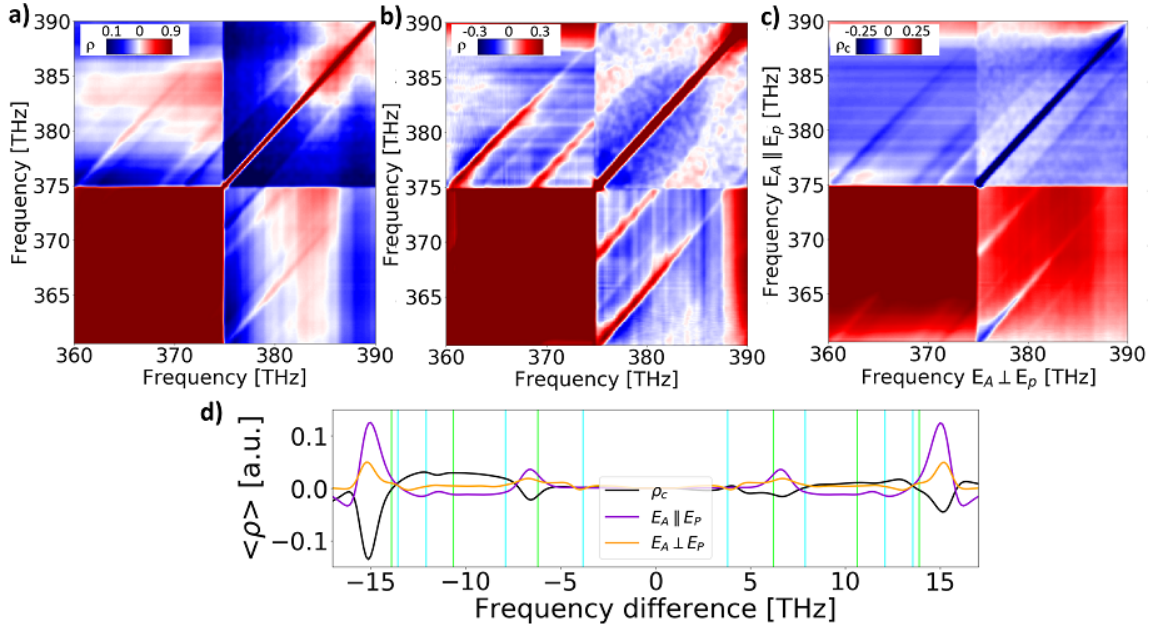 a)
ρ 0.1 0 0.9
390
385
380
375
370
365
Frequency [THz]
360 370 380 390
Frequency [THz]
b)
ρ -0.3 0 0.3
390
385
380
375
370
365
Frequency [THz]
360 370 380 390
Frequency [THz]
c)
ρc -0.25 0 0.25
390
385
380
375
370
365
Frequency E_A ∥ E_p [THz]
360 380 390
Frequency E_A ⊥ E_p [THz]
d)
0.1
0.0
−0.1
<ρ> [a.u.]
ρc
E_A ∥ E_P
E_A ⊥ E_P
−15 −10 −5 0 5 10 15
Frequency difference [THz]